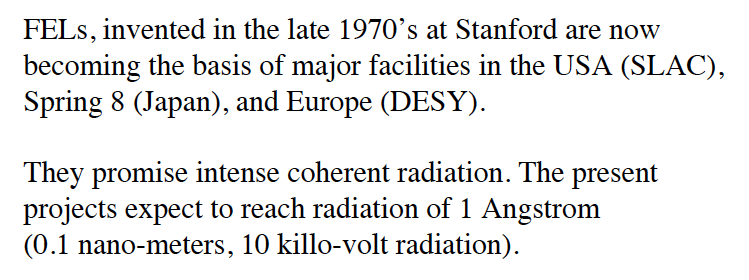 FELs, invented in the late 1970’s at Stanford are now
becoming the basis of major facilities in the USA (SLAC),
Spring 8 (Japan), and Europe (DESY).
They promise intense coherent radiation. The present
projects expect to reach radiation of 1 Angstrom
(0.1 nano-meters, 10 killo-volt radiation).